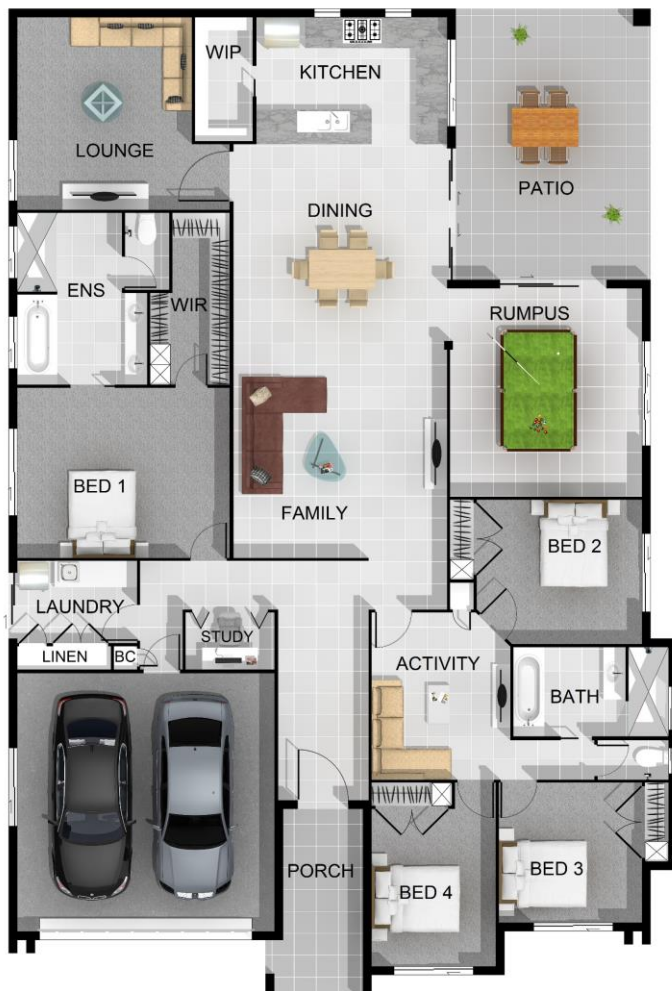 WIP
KITCHEN
LOUNGE
PATIO
DINING
ENS
WIR
RUMPUS
BED 1
FAMILY
BED 2
LAUNDRY
STUDY
LINEN
BC
ACTIVITY
BATH
PORCH
BED 4
BED 3